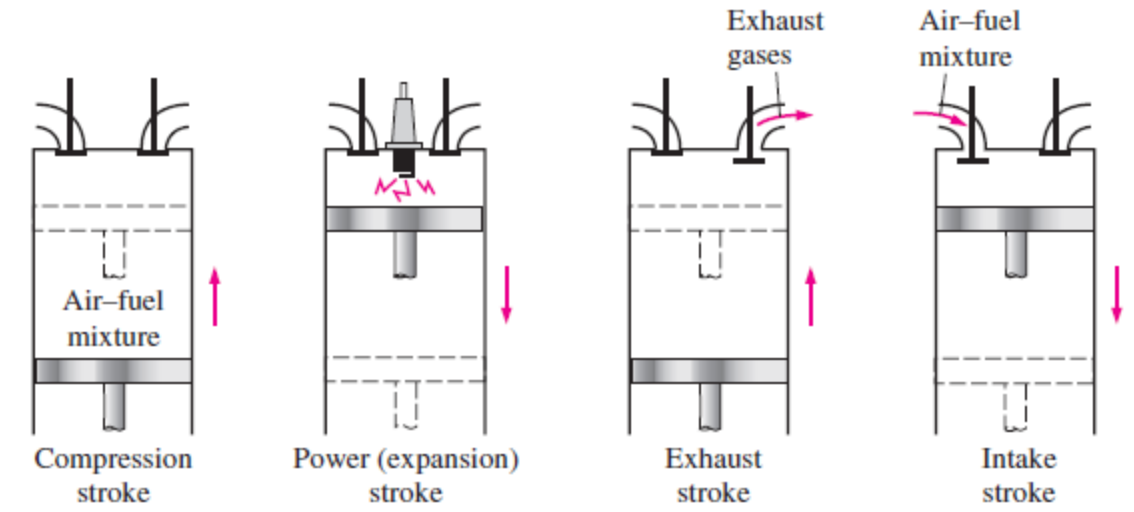 Exhaust
gases
Air–fuel
mixture
Air–fuel
mixture
Compression
stroke
Power (expansion)
stroke
Exhaust
stroke
Intake
stroke